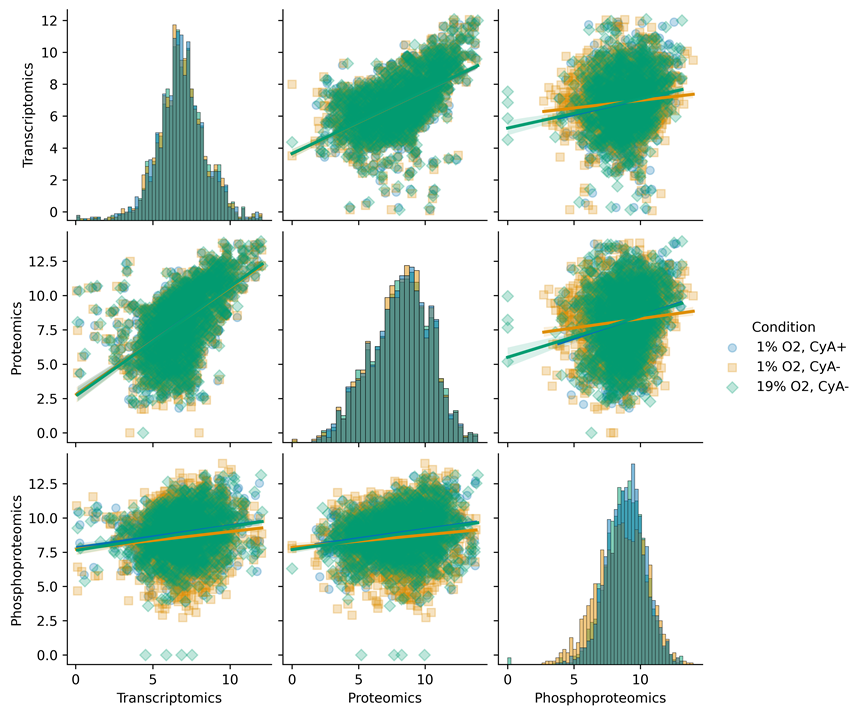 12
10
8
6
4
2
0
Transcriptomics
12.5
10.0
7.5
5.0
2.5
0.0
Proteomics
Condition
1% O2, CyA+
1% O2, CyA-
19% O2, CyA-
12.5
10.0
7.5
5.0
2.5
0.0
Phosphoproteomics
0 5 10
0 5 10
0 5 10
Transcriptomics
Proteomics
Phosphoproteomics